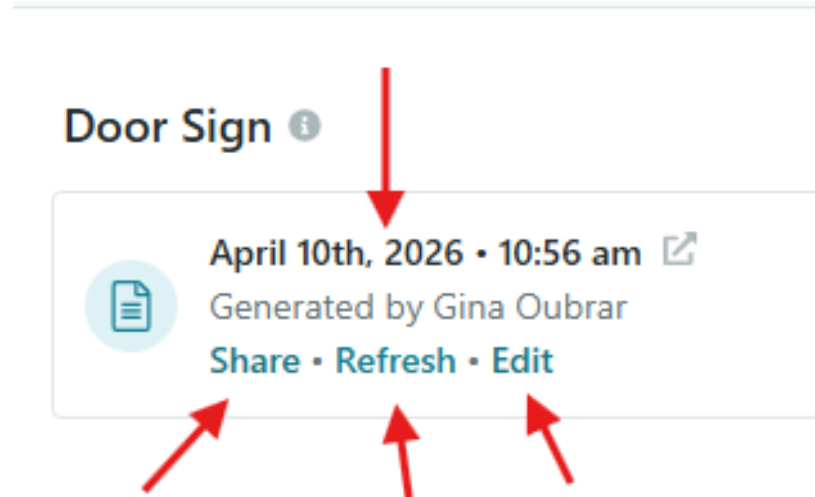 Door Sign
April 10th, 2026 • 10:56 am
Generated by Gina Oubrar
Share • Refresh • Edit